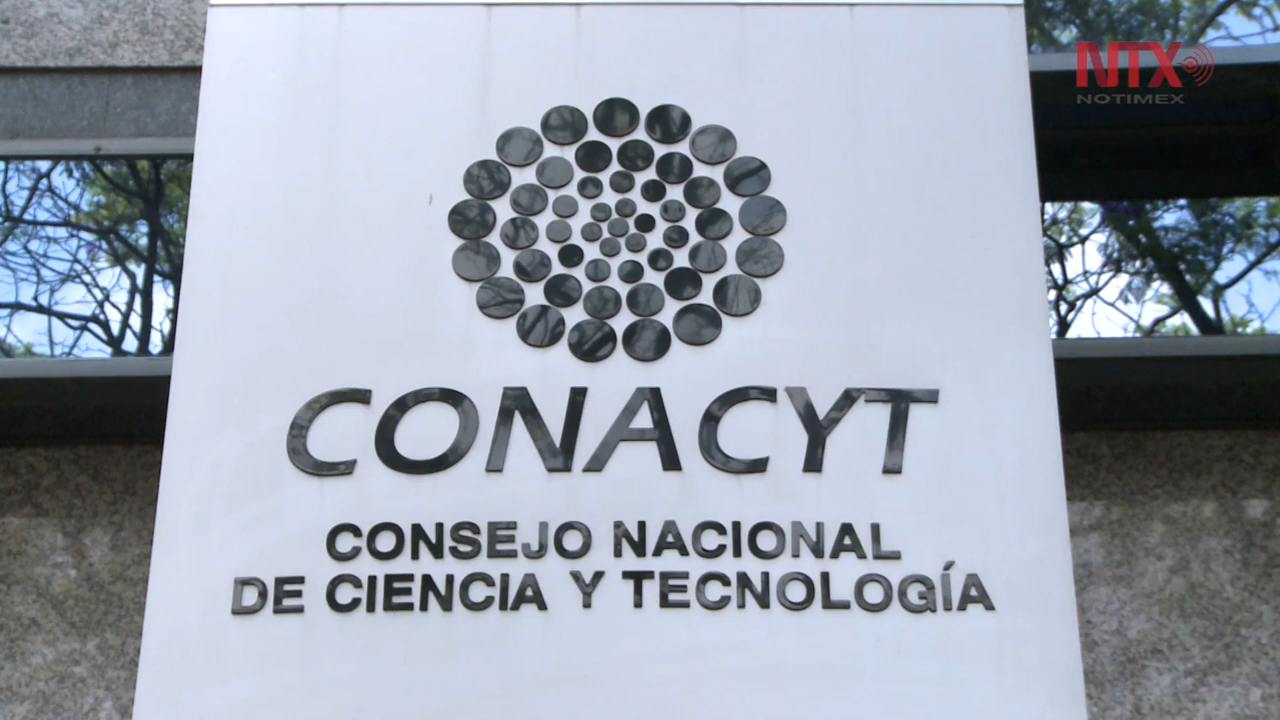 NTX
NOTIMEX
CONACYT
CONSEJO NACIONAL
DE CIENCIA Y TECNOLOGÍA